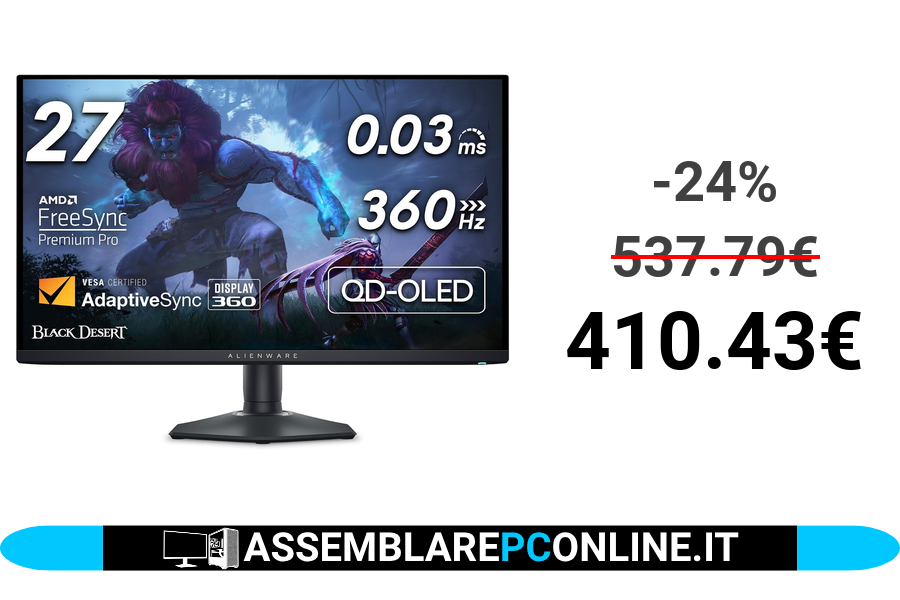 27
0.03 ms
AMD
FreeSync
Premium Pro
360 Hz
VESA CERTIFIED
AdaptiveSync
DISPLAY
360
QD-OLED
BLACK DESERT
ALIENWARE
-24%
537.79€
410.43€
ASSEMBLAREPCONLINE.IT